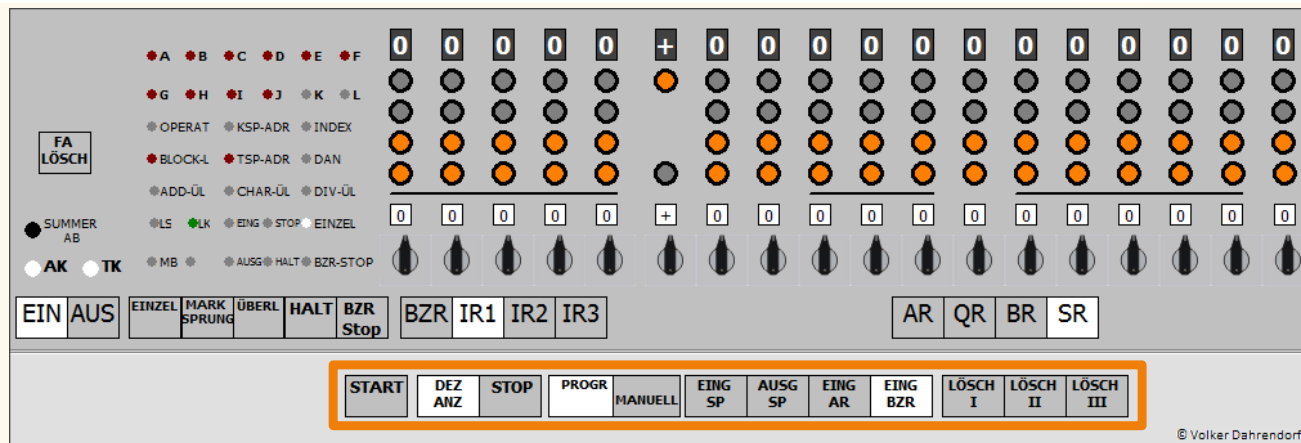 0 0 0 0 0 + 0 0 0 0 0 0 0 0 0 0 0 0
A B C D E F
G H I J K L
OPERAT KSP-ADR INDEX
FA
LÖSCH
BLOCK-L TSP-ADR DAN
ADD-ÜL CHAR-ÜL DIV-ÜL
0 0 0 0 0 + 0 0 0 0 0 0 0 0 0 0 0 0
SUMMER
AB
LS LK EING STOP EINZEL
AK TK
MB AUSG HALT BZR-STOP
EIN AUS
EINZEL
MARK
SPRUNG
ÜBERL
HALT
BZR
Stop
BZR IR1 IR2 IR3
AR QR BR SR
START
DEZ
ANZ
STOP
PROGR
MANUELL
EING
SP
AUSG
SP
EING
AR
EING
BZR
LÖSCH
I
LÖSCH
II
LÖSCH
III
© Volker Dahrendorf